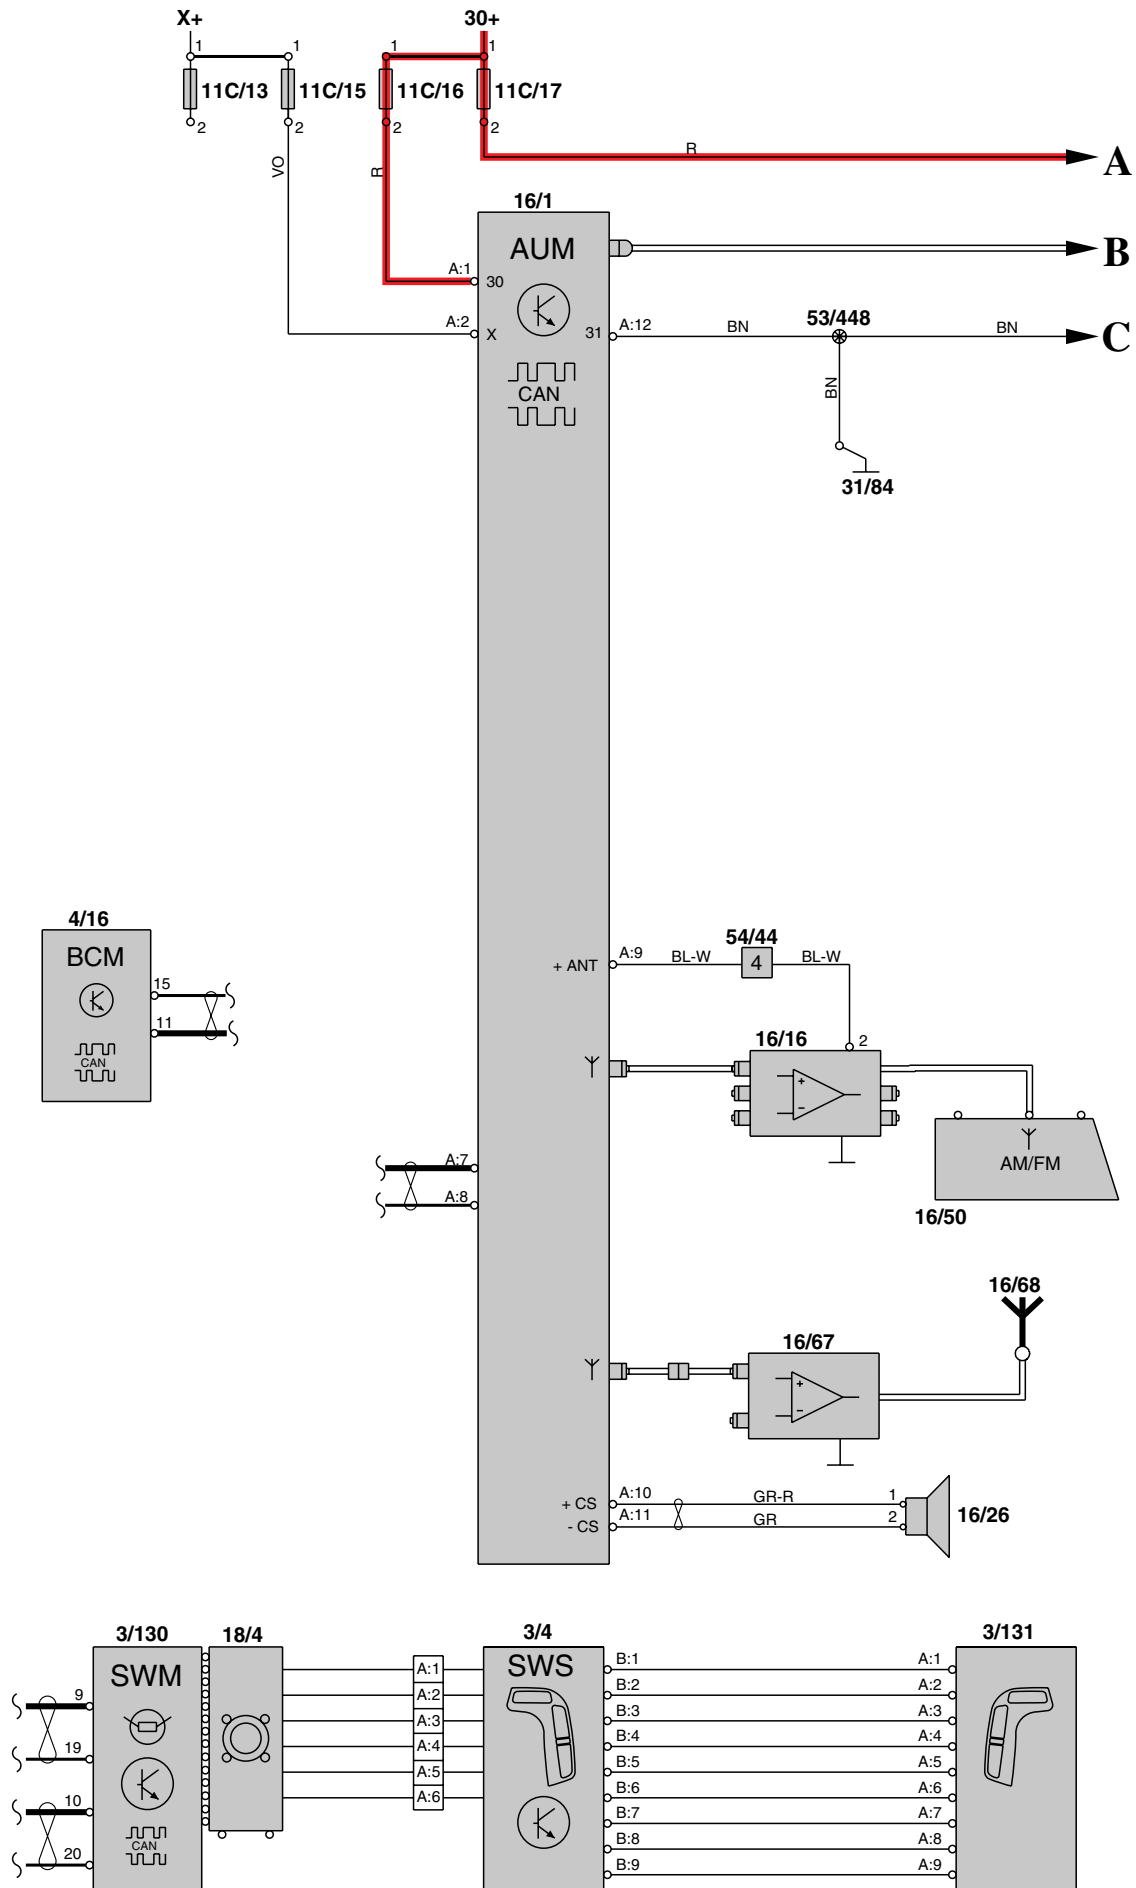 X+
30+
1
1
1
1
11C/13
11C/15
11C/16
11C/17
2
2
2
2
VO
R
R
A
16/1
AUM
B
A:1
30
A:2
X
31
A:12
BN
53/448
BN
C
CAN
BN
31/84
4/16
BCM
15
11
CAN
+ ANT
A:9
BL-W
54/44
4
BL-W
16/16
2
+
−
AM/FM
16/50
A:7
A:8
16/68
16/67
+
−
+ CS
A:10
GR-R
1
- CS
A:11
GR
2
16/26
3/130
18/4
3/4
3/131
SWM
SWS
9
19
10
20
CAN
A:1
A:2
A:3
A:4
A:5
A:6
B:1
A:1
B:2
A:2
B:3
A:3
B:4
A:4
B:5
A:5
B:6
A:6
B:7
A:7
B:8
A:8
B:9
A:9